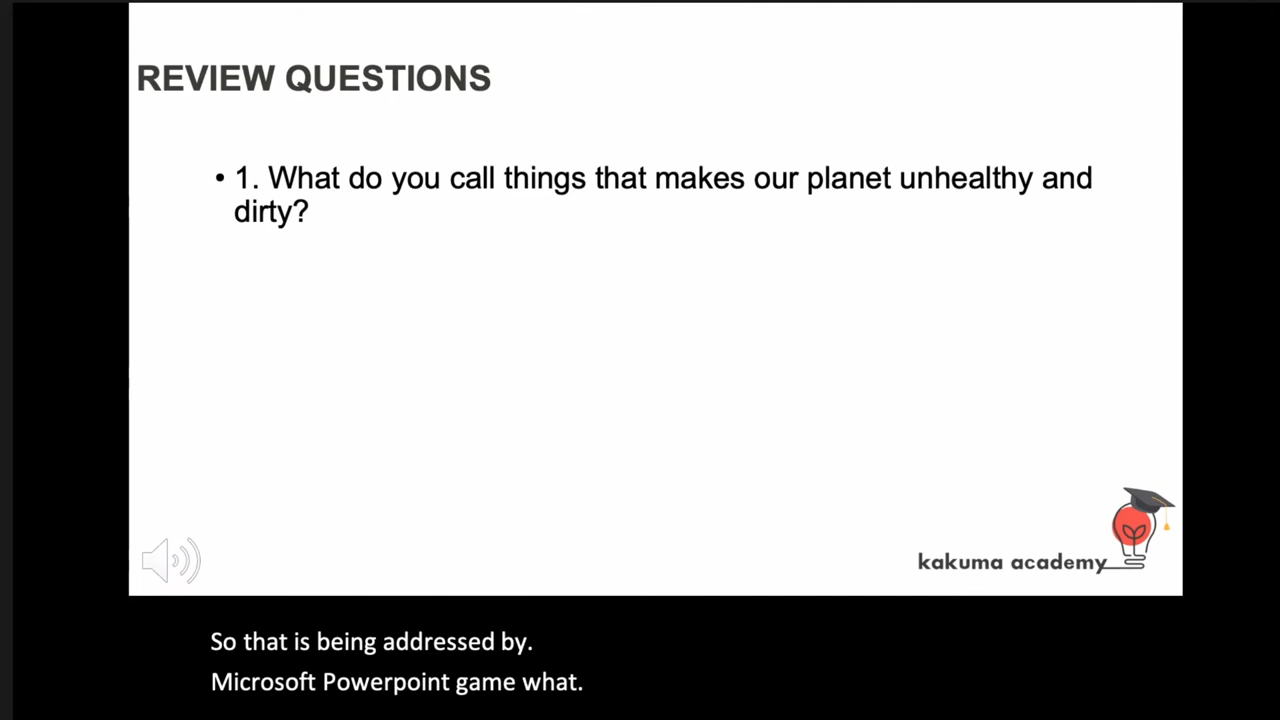 REVIEW QUESTIONS
• 1. What do you call things that makes our planet unhealthy and
dirty?
kakuma academy
So that is being addressed by.
Microsoft Powerpoint game what.